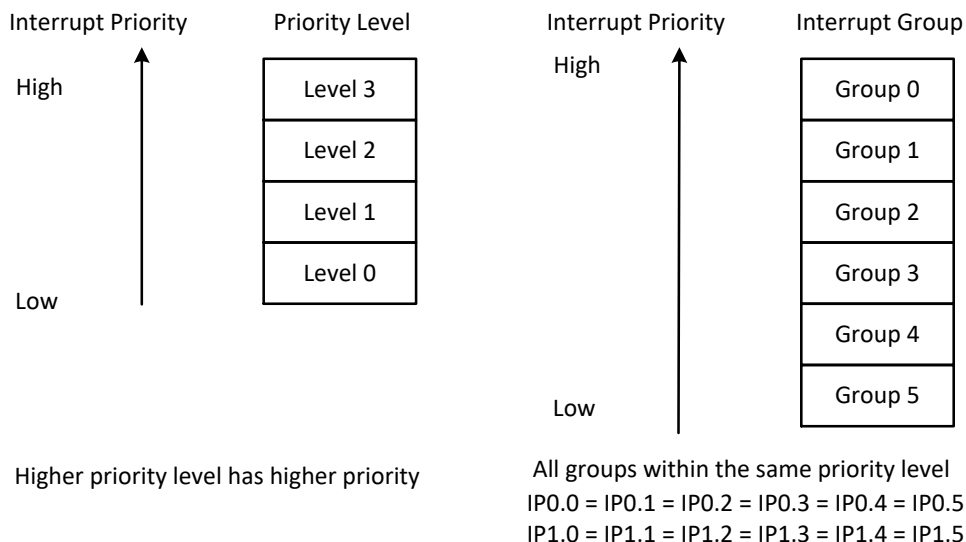 Interrupt Priority
Priority Level
High
Level 3
Level 2
Level 1
Level 0
Low
Higher priority level has higher priority
Interrupt Priority
Interrupt Group
High
Group 0
Group 1
Group 2
Group 3
Group 4
Group 5
Low
All groups within the same priority level
IP0.0 = IP0.1 = IP0.2 = IP0.3 = IP0.4 = IP0.5
IP1.0 = IP1.1 = IP1.2 = IP1.3 = IP1.4 = IP1.5